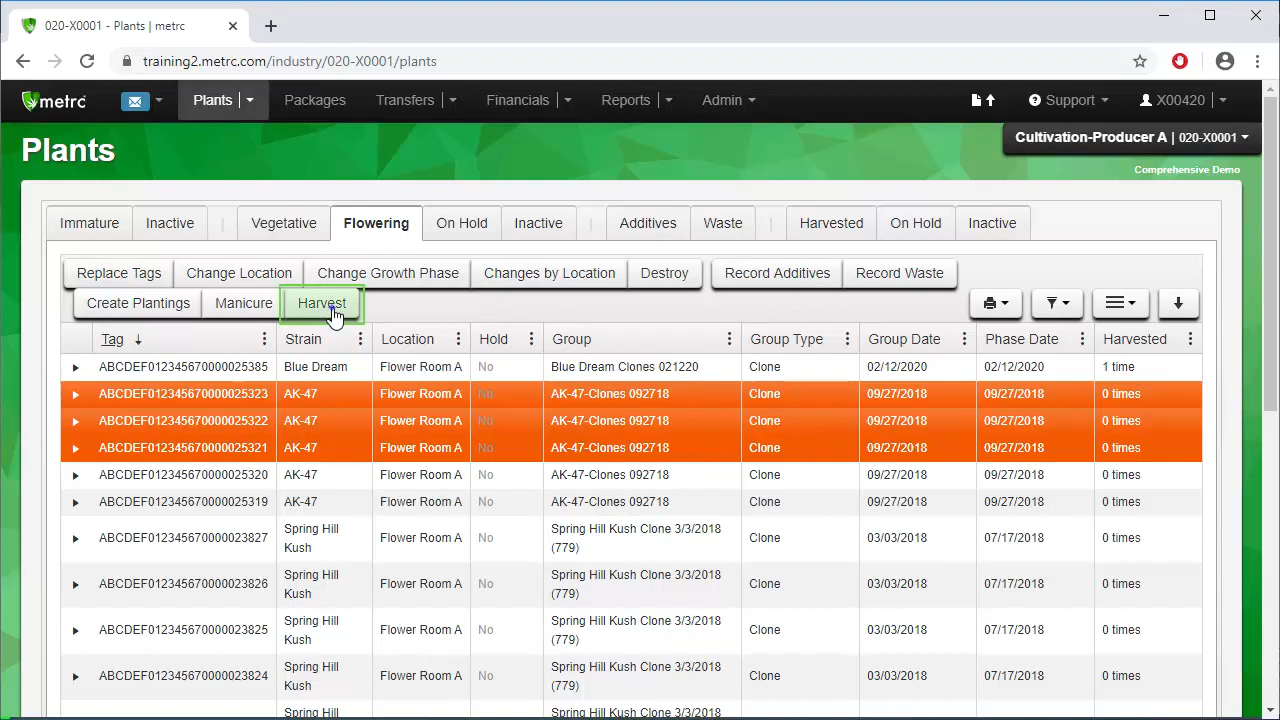 020-X0001 - Plants | metrc
training2.metrc.com/industry/020-X0001/plants
metrc Plants Packages Transfers Financials Reports Admin Support X00420
Plants
Cultivation-Producer A | 020-X0001
Comprehensive Demo
Immature Inactive Vegetative Flowering On Hold Inactive Additives Waste Harvested On Hold Inactive
Replace Tags Change Location Change Growth Phase Changes by Location Destroy Record Additives Record Waste
Create Plantings Manicure Harvest
Tag Strain Location Hold Group Group Type Group Date Phase Date Harvested
ABCDEF012345670000025385 Blue Dream Flower Room A No Blue Dream Clones 021220 Clone 02/12/2020 02/12/2020 1 time
ABCDEF012345670000025323 AK-47 Flower Room A No AK-47-Clones 092718 Clone 09/27/2018 09/27/2018 0 times
ABCDEF012345670000025322 AK-47 Flower Room A No AK-47-Clones 092718 Clone 09/27/2018 09/27/2018 0 times
ABCDEF012345670000025321 AK-47 Flower Room A No AK-47-Clones 092718 Clone 09/27/2018 09/27/2018 0 times
ABCDEF012345670000025320 AK-47 Flower Room A No AK-47-Clones 092718 Clone 09/27/2018 09/27/2018 0 times
ABCDEF012345670000025319 AK-47 Flower Room A No AK-47-Clones 092718 Clone 09/27/2018 09/27/2018 0 times
Spring Hill Spring Hill Kush Clone 3/3/2018
ABCDEF012345670000023827 Flower Room A No Clone 03/03/2018 07/17/2018 0 times
Kush (779)
Spring Hill Spring Hill Kush Clone 3/3/2018
ABCDEF012345670000023826 Flower Room A No Clone 03/03/2018 07/17/2018 0 times
Kush (779)
Spring Hill Spring Hill Kush Clone 3/3/2018
ABCDEF012345670000023825 Flower Room A No Clone 03/03/2018 07/17/2018 0 times
Kush (779)
Spring Hill Spring Hill Kush Clone 3/3/2018
ABCDEF012345670000023824 Flower Room A No Clone 03/03/2018 07/17/2018 0 times
Kush (779)
Spring Hill Spring Hill Kush Clone 3/3/2018